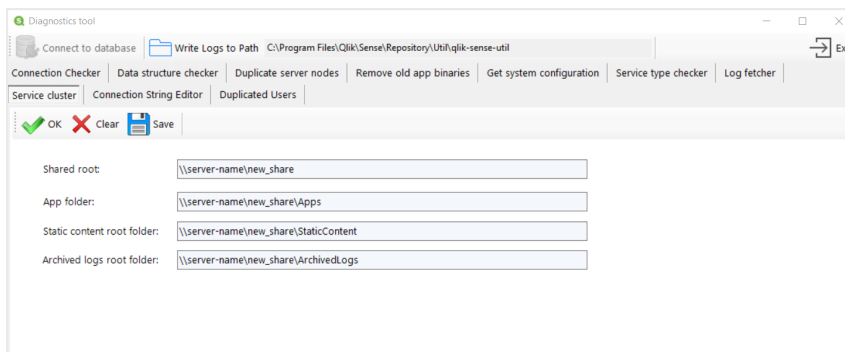 Diagnostics tool
Connect to database Write Logs to Path C:\Program Files\Qlik\Sense\Repository\Util\qlik-sense-util Ex
Connection Checker Data structure checker Duplicate server nodes Remove old app binaries Get system configuration Service type checker Log fetcher
Service cluster Connection String Editor Duplicated Users
OK Clear Save
Shared root: \\server-name\new_share
App folder: \\server-name\new_share\Apps
Static content root folder: \\server-name\new_share\StaticContent
Archived logs root folder: \\server-name\new_share\ArchivedLogs